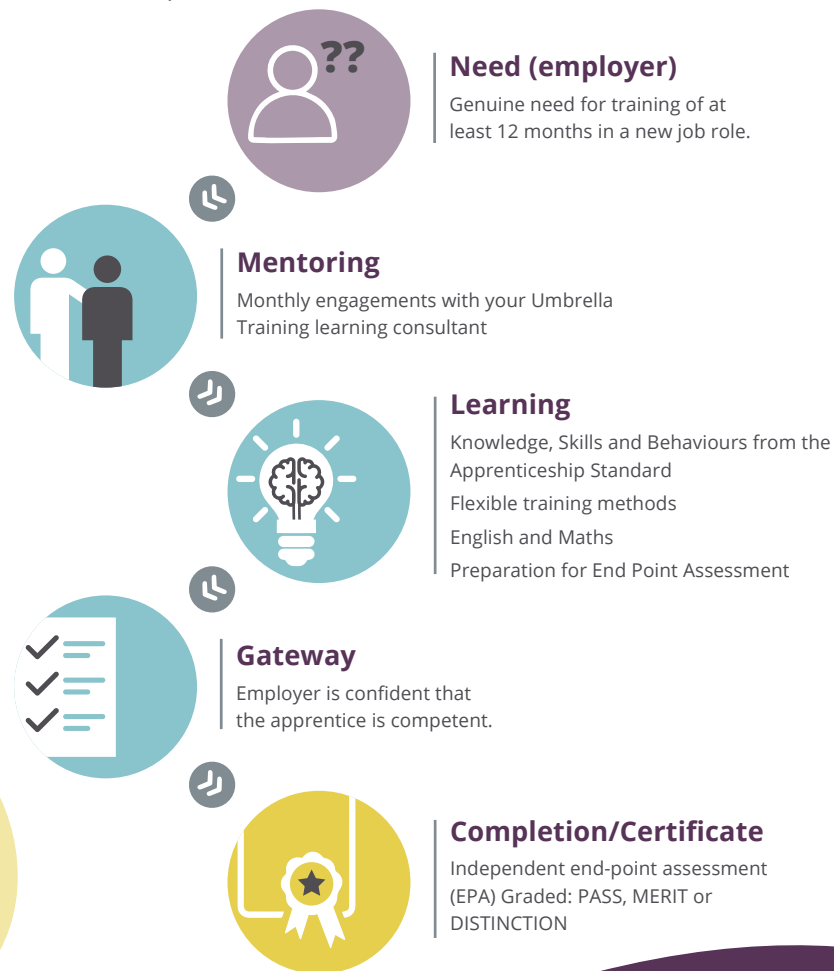 ??
Need (employer)
Genuine need for training of at
least 12 months in a new job role.
Mentoring
Monthly engagements with your Umbrella
Training learning consultant
Learning
Knowledge, Skills and Behaviours from the
Apprenticeship Standard
Flexible training methods
English and Maths
Preparation for End Point Assessment
Gateway
Employer is confident that
the apprentice is competent.
Completion/Certificate
Independent end-point assessment
(EPA) Graded: PASS, MERIT or
DISTINCTION